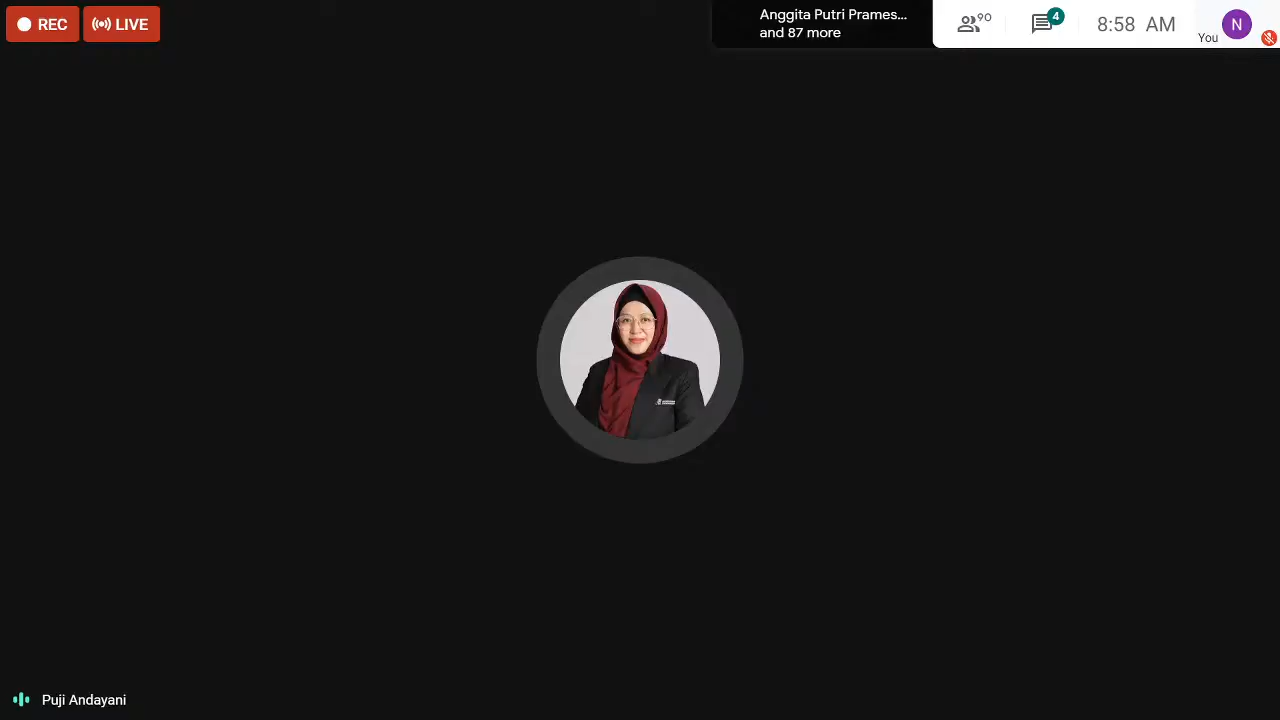 REC
LIVE
Anggita Putri Prames...
and 87 more
90
4
8:58 AM
You
N
Puji Andayani